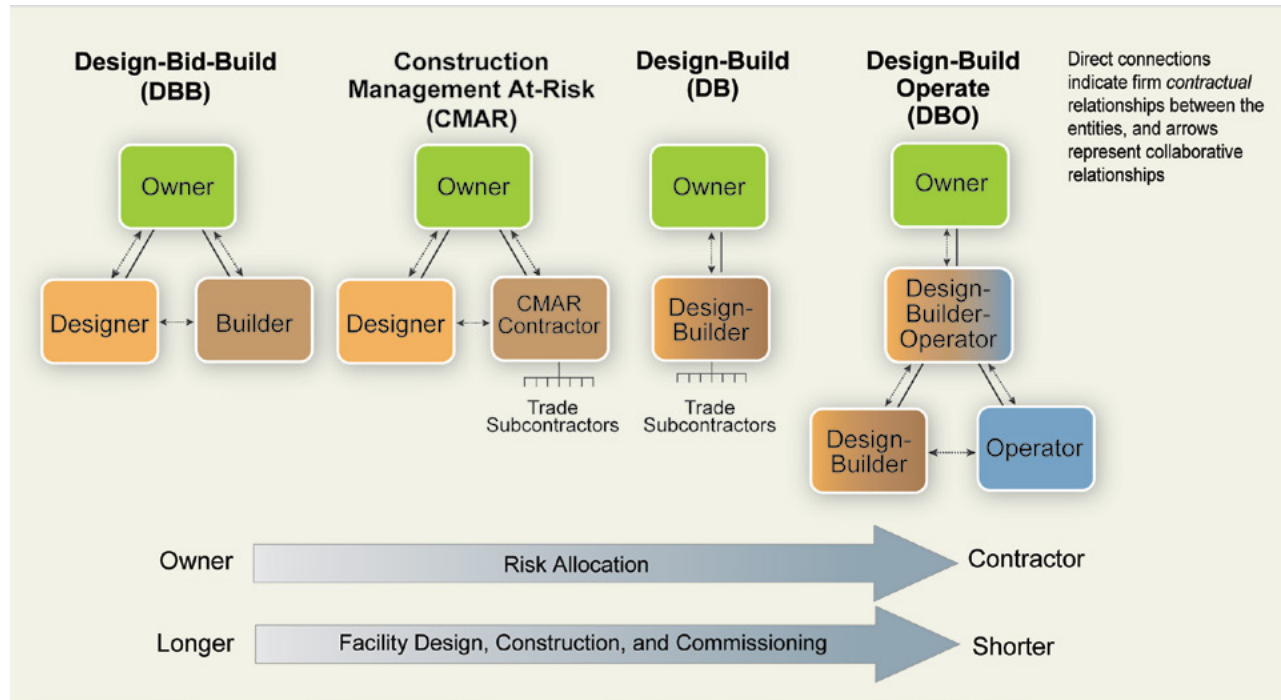 Design-Bid-Build
(DBB)
Construction
Management At-Risk
(CMAR)
Design-Build
(DB)
Design-Build
Operate
(DBO)
Direct connections
indicate firm contractual
relationships between the
entities, and arrows
represent collaborative
relationships
Owner
Designer
Builder
Owner
Designer
CMAR
Contractor
Trade
Subcontractors
Owner
Design-
Builder
Trade
Subcontractors
Owner
Design-
Builder-
Operator
Design-
Builder
Operator
Owner
Risk Allocation
Contractor
Longer
Facility Design, Construction, and Commissioning
Shorter